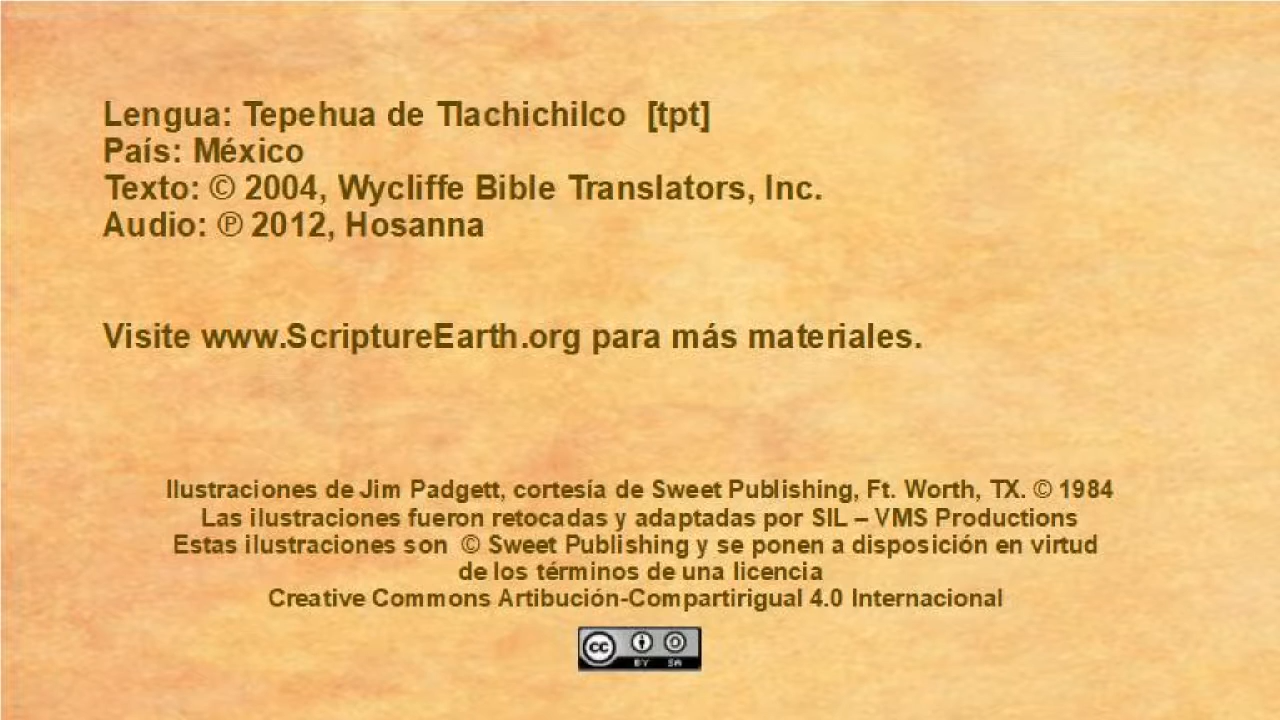 Lengua: Tepehua de Tlachichilco [tpt]
País: México
Texto: © 2004, Wycliffe Bible Translators, Inc.
Audio: ℗ 2012, Hosanna
Visite www.ScriptureEarth.org para más materiales.
Ilustraciones de Jim Padgett, cortesía de Sweet Publishing, Ft. Worth, TX. © 1984
Las ilustraciones fueron retocadas y adaptadas por SIL – VMS Productions
Estas ilustraciones son © Sweet Publishing y se ponen a disposición en virtud
de los términos de una licencia
Creative Commons Artibución-Compartirigual 4.0 Internacional
cc BY SA